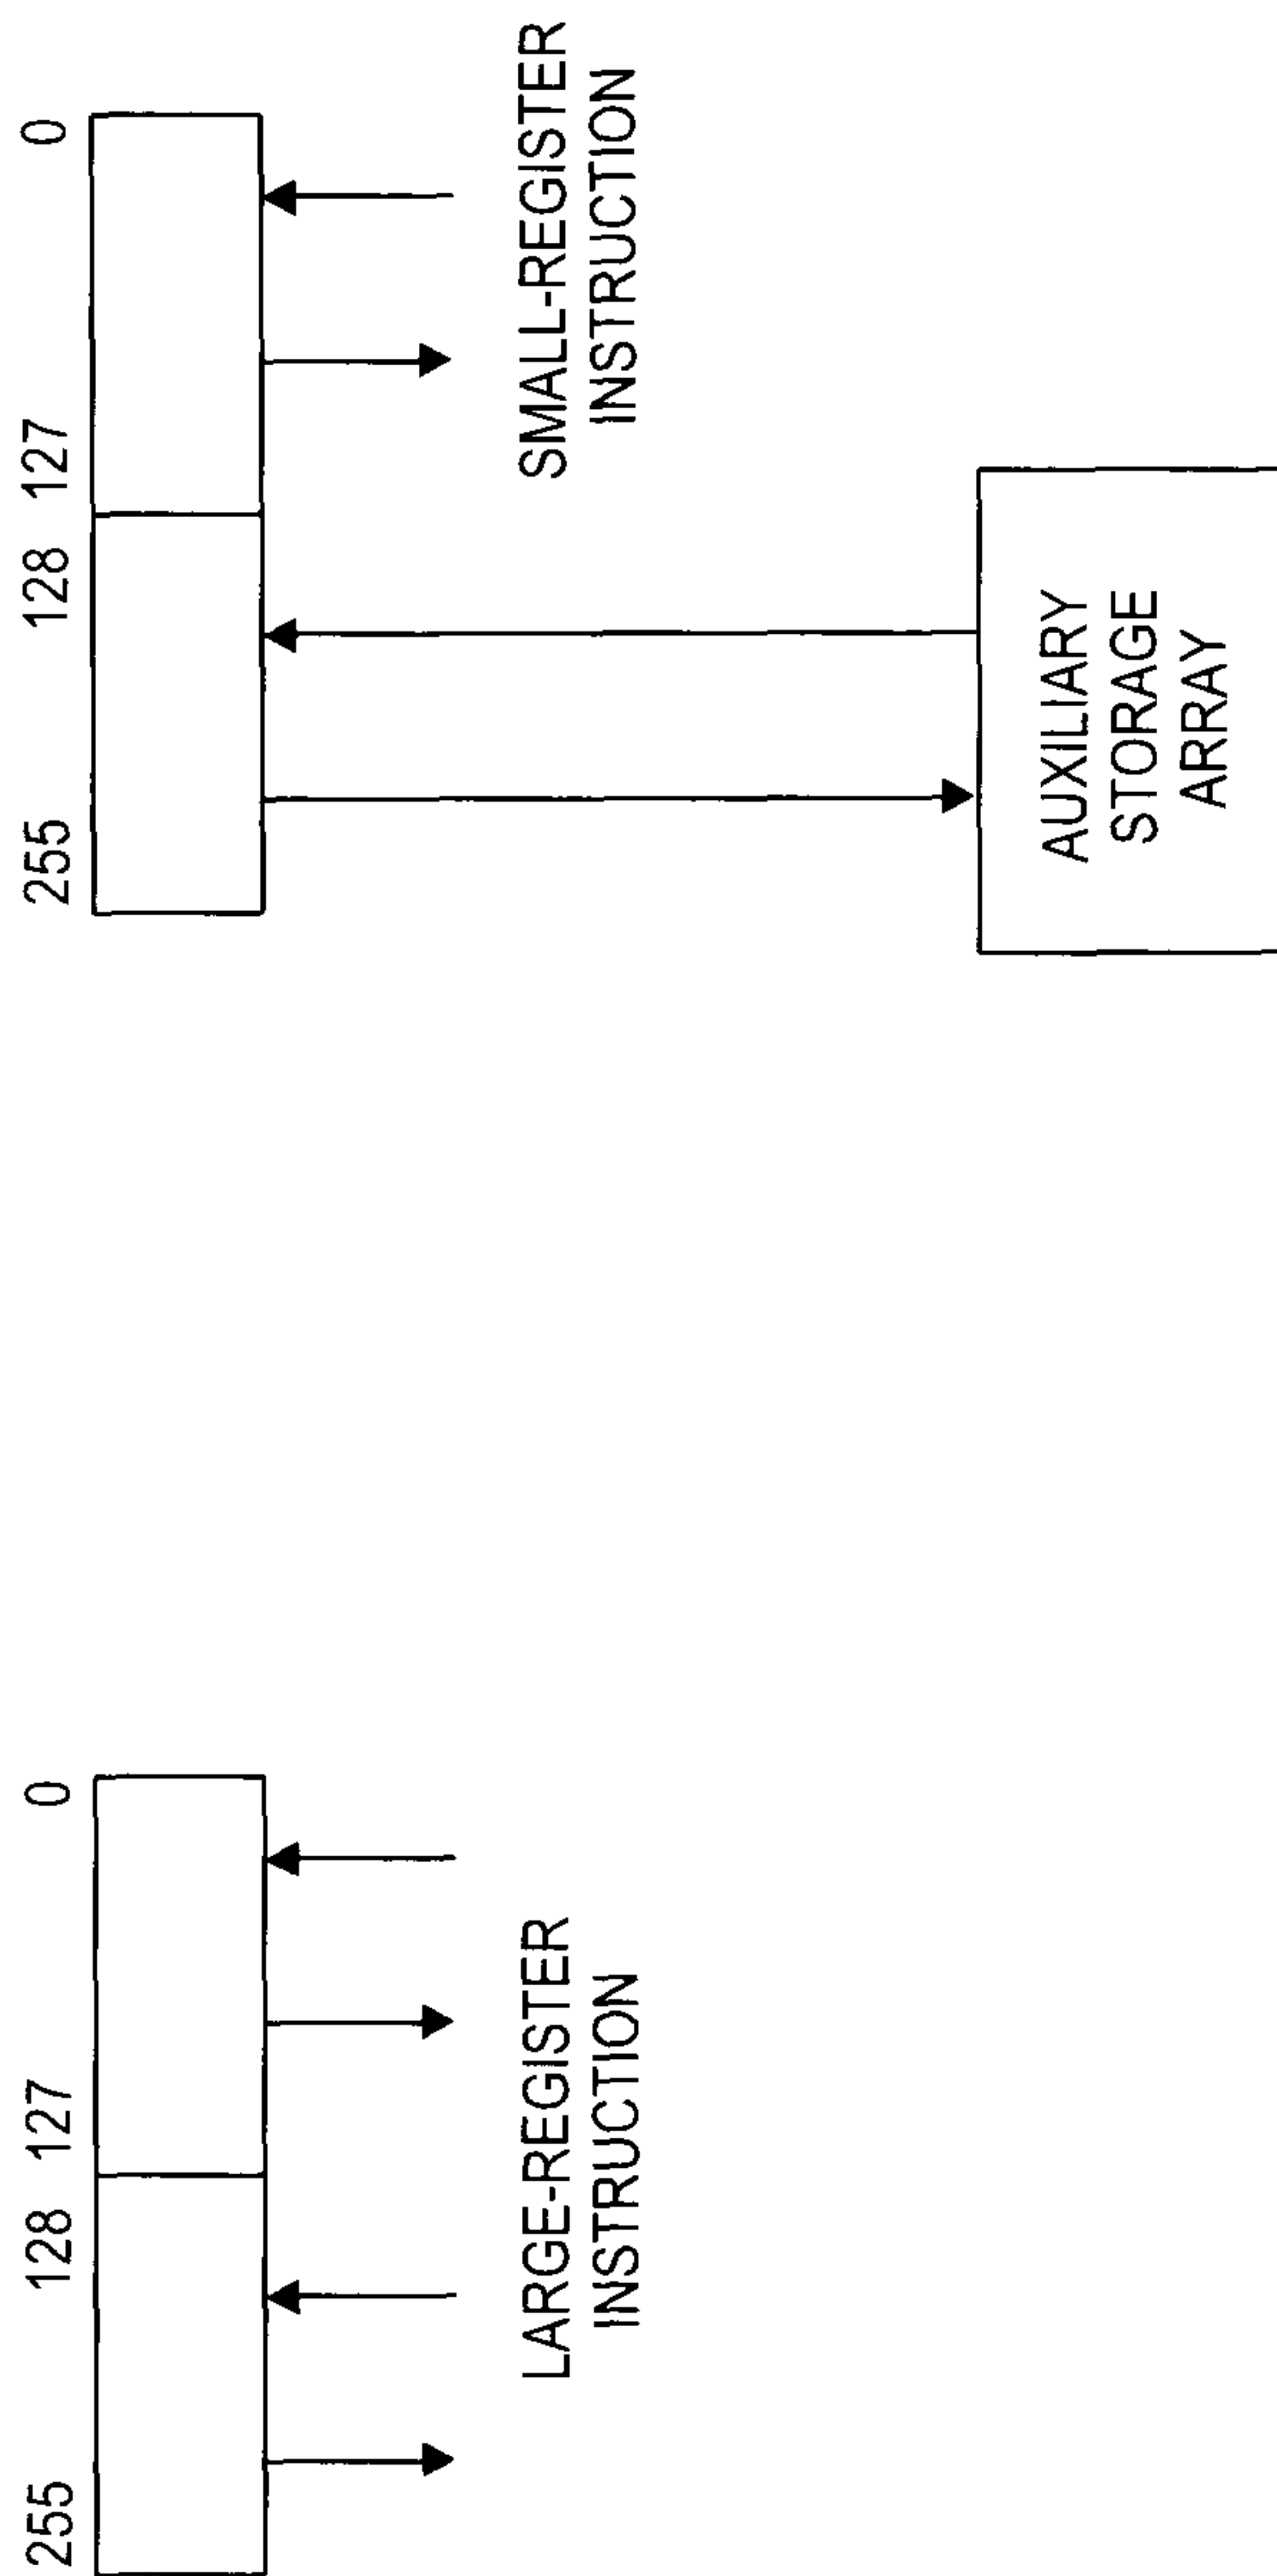 255 128 127 0
LARGE-REGISTER
INSTRUCTION
255 128 127 0
SMALL-REGISTER
INSTRUCTION
AUXILIARY
STORAGE
ARRAY